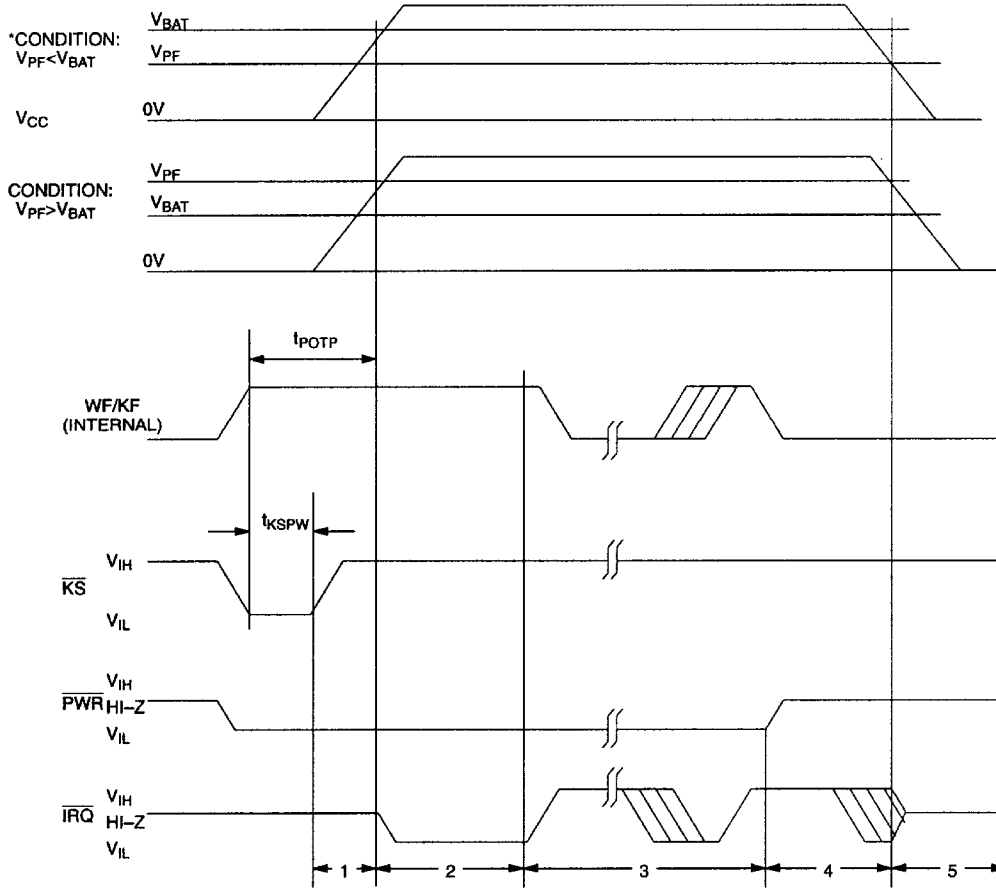 *CONDITION:
VPF<VBAT
VBAT
VPF
VCC
0V
CONDITION:
VPF>VBAT
VPF
VBAT
0V
tPOTP
WF/KF
(INTERNAL)
tKSPW
KS
VIH
VIL
PWR
VIH
HI–Z
VIL
IRQ
VIH
HI–Z
VIL
1
2
3
4
5